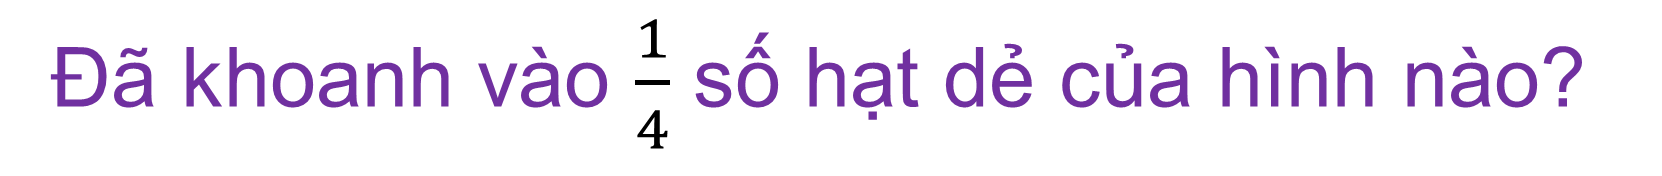 Đã khoanh vào 1/4 số hạt dẻ của hình nào?